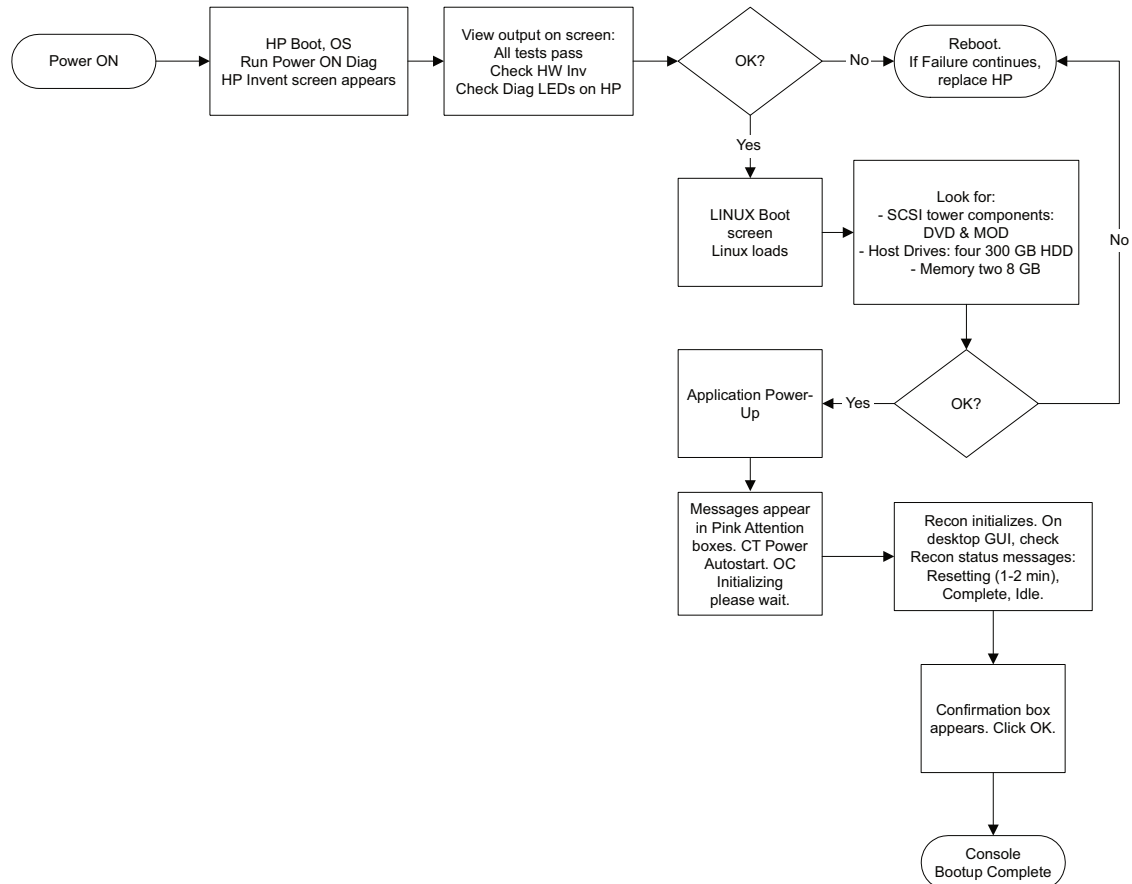 Power ON
HP Boot, OS
Run Power ON Diag
HP Invent screen appears
View output on screen:
All tests pass
Check HW Inv
Check Diag LEDs on HP
OK?
No
Reboot.
If Failure continues,
replace HP
Yes
LINUX Boot
screen
Linux loads
Look for:
- SCSI tower components:
DVD & MOD
- Host Drives: four 300 GB HDD
- Memory two 8 GB
No
OK?
Yes
Application Power-
Up
Messages appear
in Pink Attention
boxes. CT Power
Autostart. OC
Initializing
please wait.
Recon initializes. On
desktop GUI, check
Recon status messages:
Resetting (1-2 min),
Complete, Idle.
Confirmation box
appears. Click OK.
Console
Bootup Complete